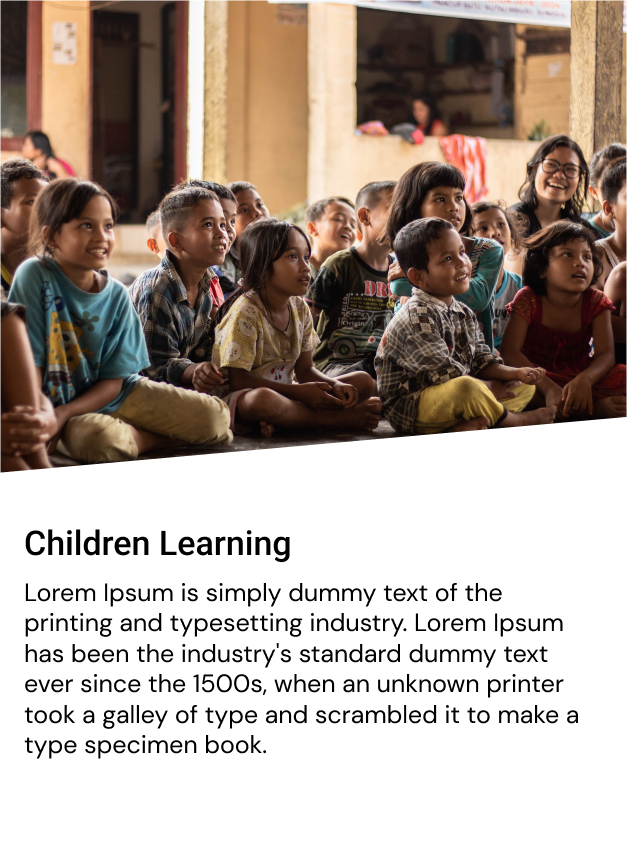 Children Learning
Lorem Ipsum is simply dummy text of the
printing and typesetting industry. Lorem Ipsum
has been the industry's standard dummy text
ever since the 1500s, when an unknown printer
took a galley of type and scrambled it to make a
type specimen book.